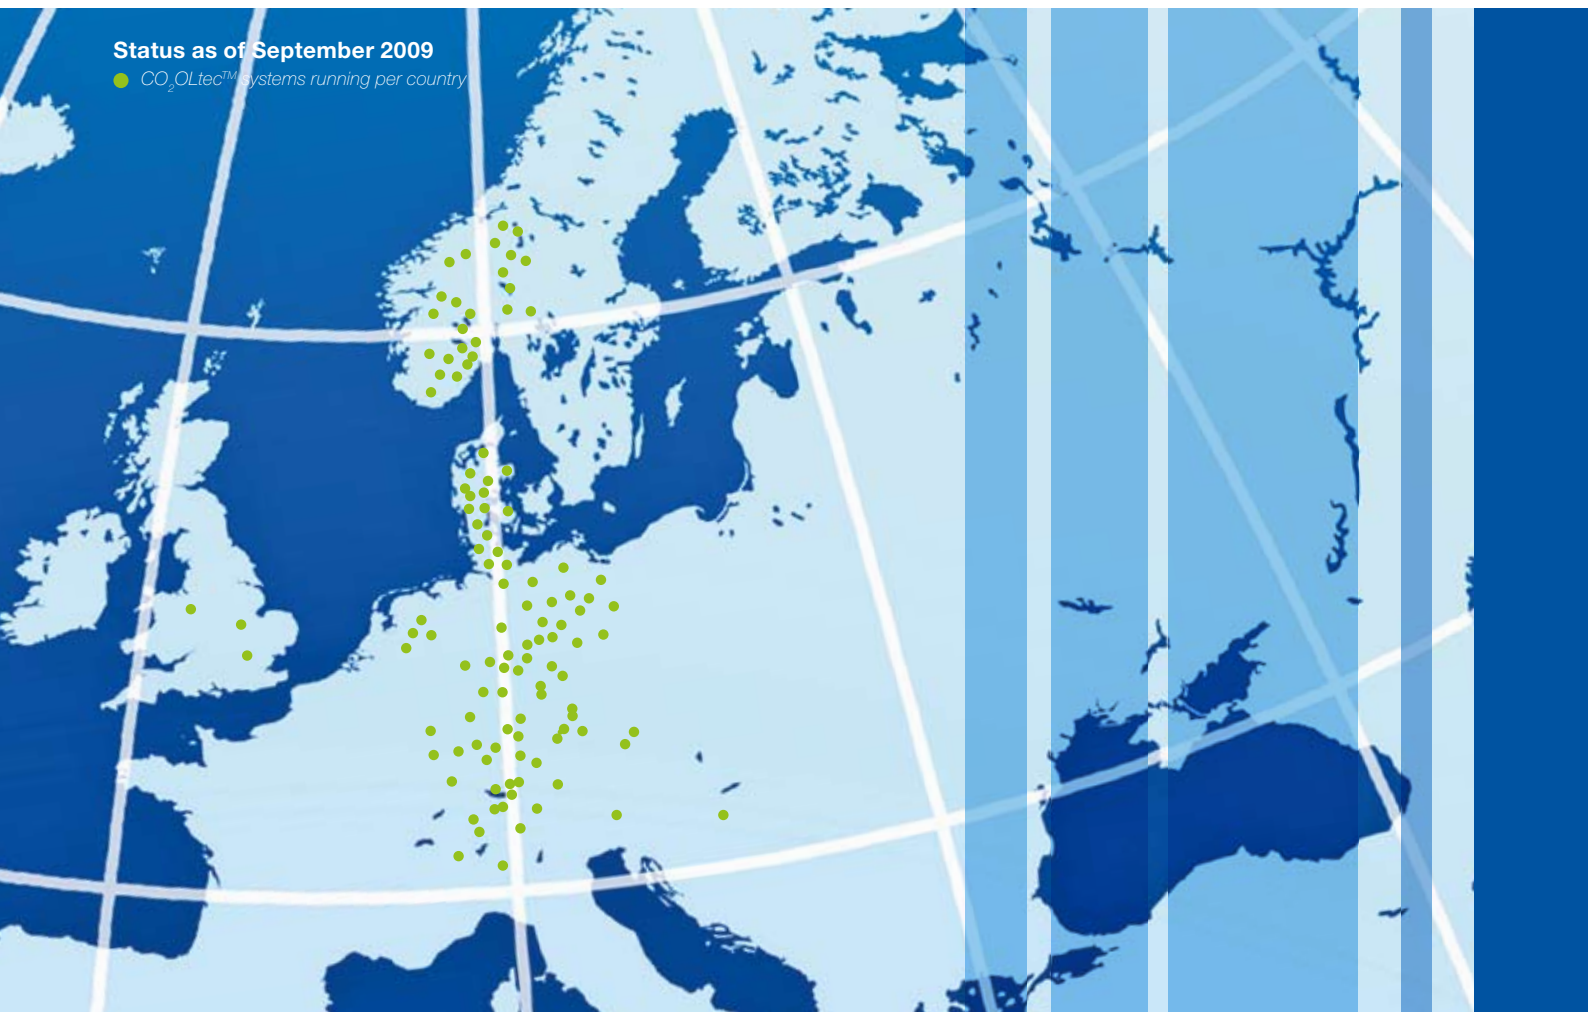 Status as of September 2009
CO₂OLtec™ systems running per country